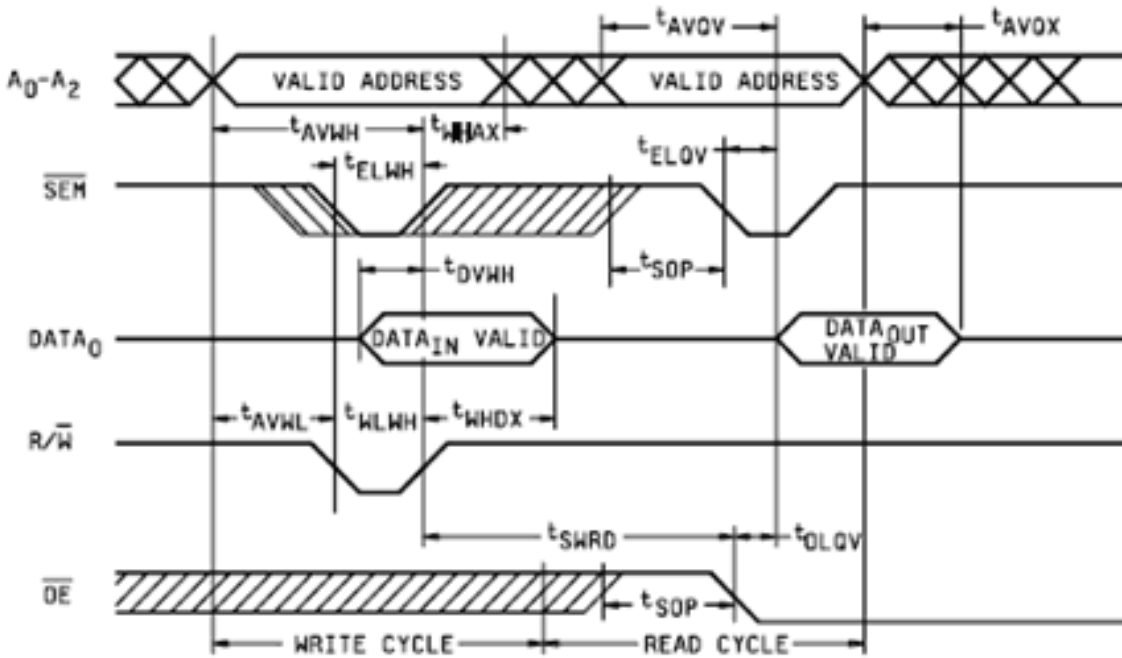 tAVQV tAVQX
A0-A2 VALID ADDRESS VALID ADDRESS
tAVWH tWHAX
tELWH tELQV
SEM
tDVWH tSOP
DATA0 DATAIN VALID DATAOUT VALID
tAVWL tWLWH tWHDX
R/W
tSWRD tOLQV
OE tSOP
WRITE CYCLE READ CYCLE